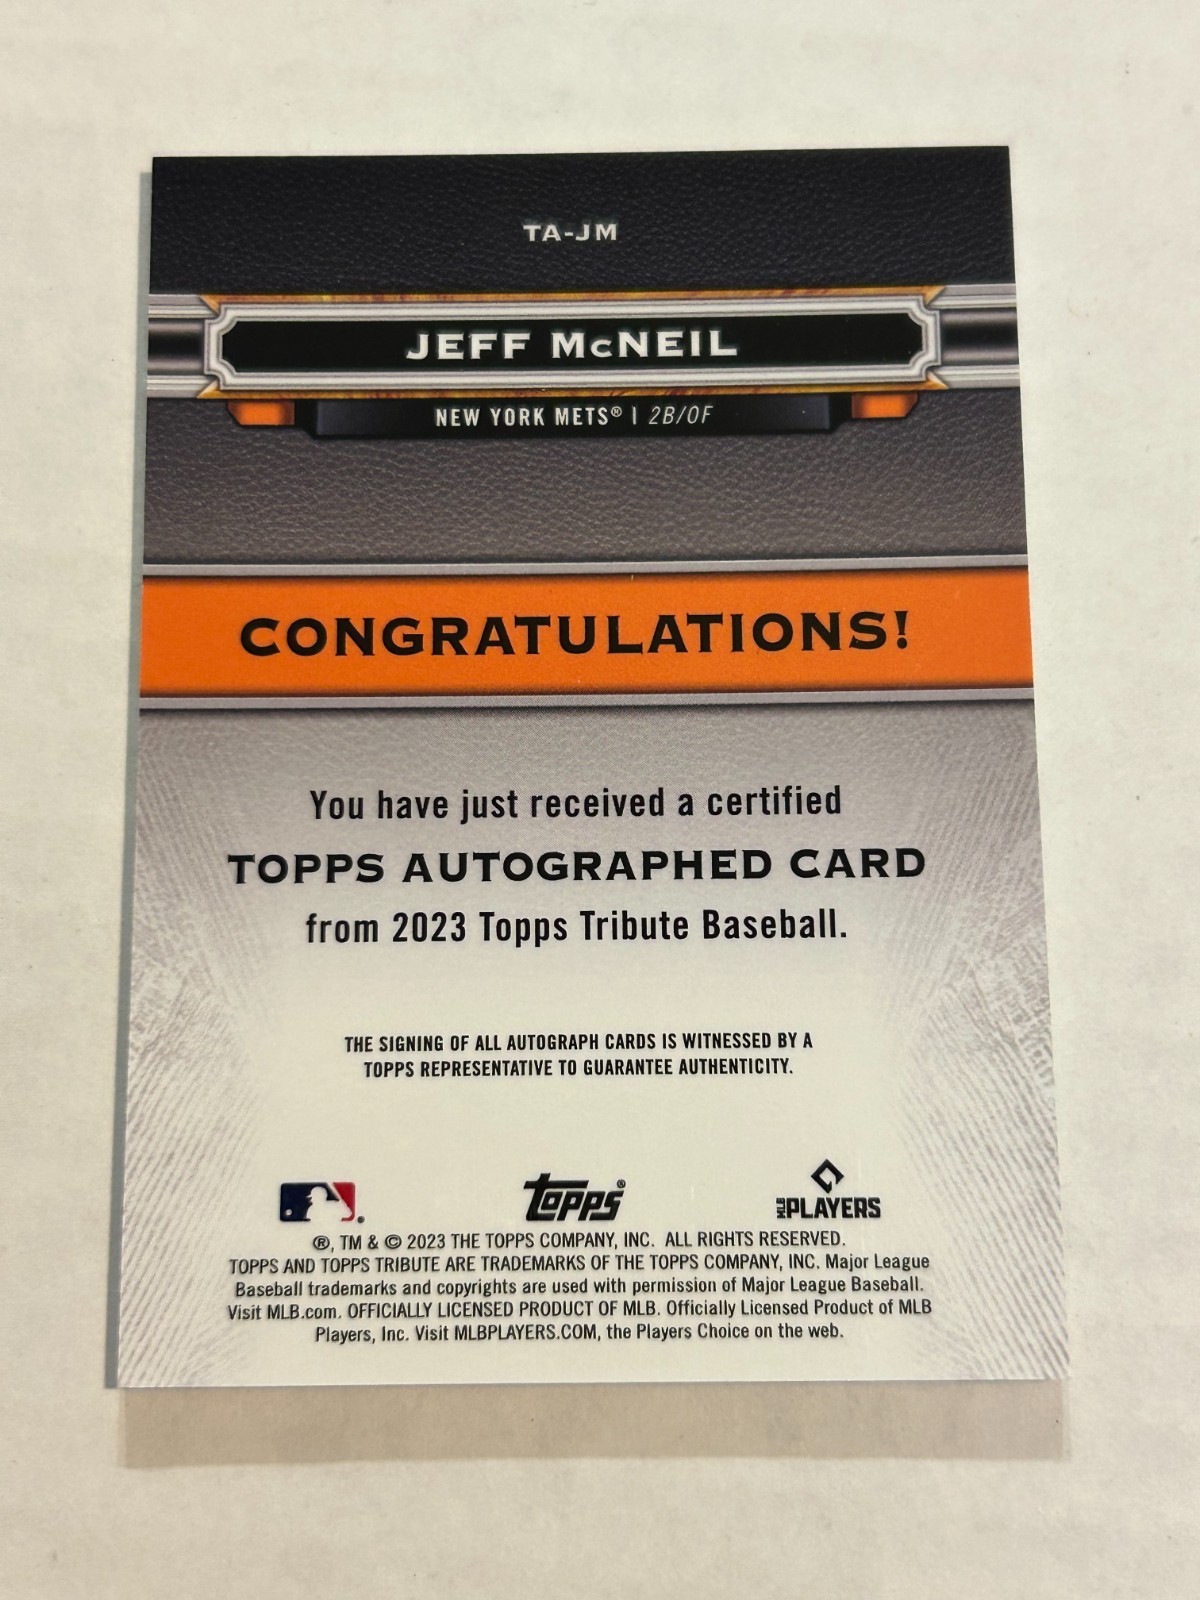 TA-JM
JEFF McNEIL
NEW YORK METS® | 2B/OF
CONGRATULATIONS!
You have just received a certified
TOPPS AUTOGRAPHED CARD
from 2023 Topps Tribute Baseball.
THE SIGNING OF ALL AUTOGRAPH CARDS IS WITNESSED BY A
TOPPS REPRESENTATIVE TO GUARANTEE AUTHENTICITY.
® topps® MLB PLAYERS
®, TM & © 2023 THE TOPPS COMPANY, INC. ALL RIGHTS RESERVED.
TOPPS AND TOPPS TRIBUTE ARE TRADEMARKS OF THE TOPPS COMPANY, INC. Major League
Baseball trademarks and copyrights are used with permission of Major League Baseball.
Visit MLB.com. OFFICIALLY LICENSED PRODUCT OF MLB. Officially Licensed Product of MLB
Players, Inc. Visit MLBPLAYERS.COM, the Players Choice on the web.